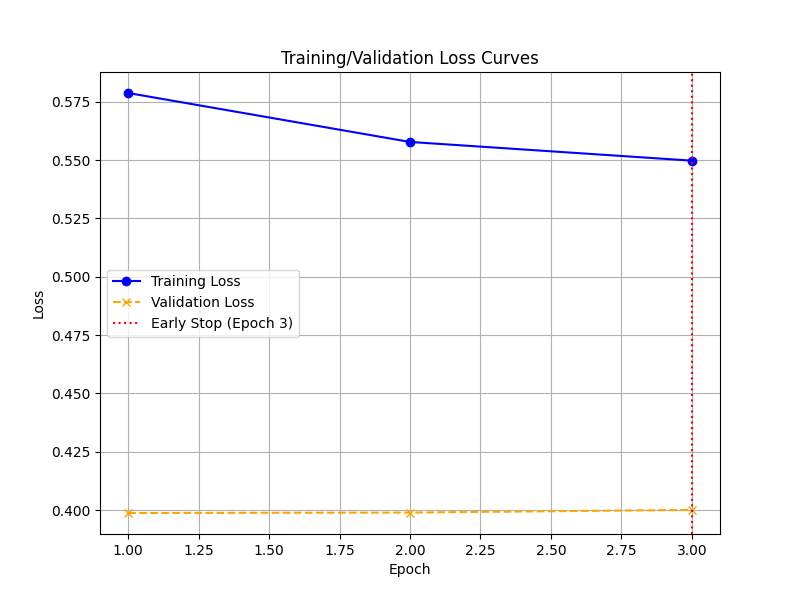 Training/Validation Loss Curves
0.575
0.550
0.525
0.500
0.475
0.450
0.425
0.400
Loss
Training Loss
Validation Loss
Early Stop (Epoch 3)
1.00 1.25 1.50 1.75 2.00 2.25 2.50 2.75 3.00
Epoch